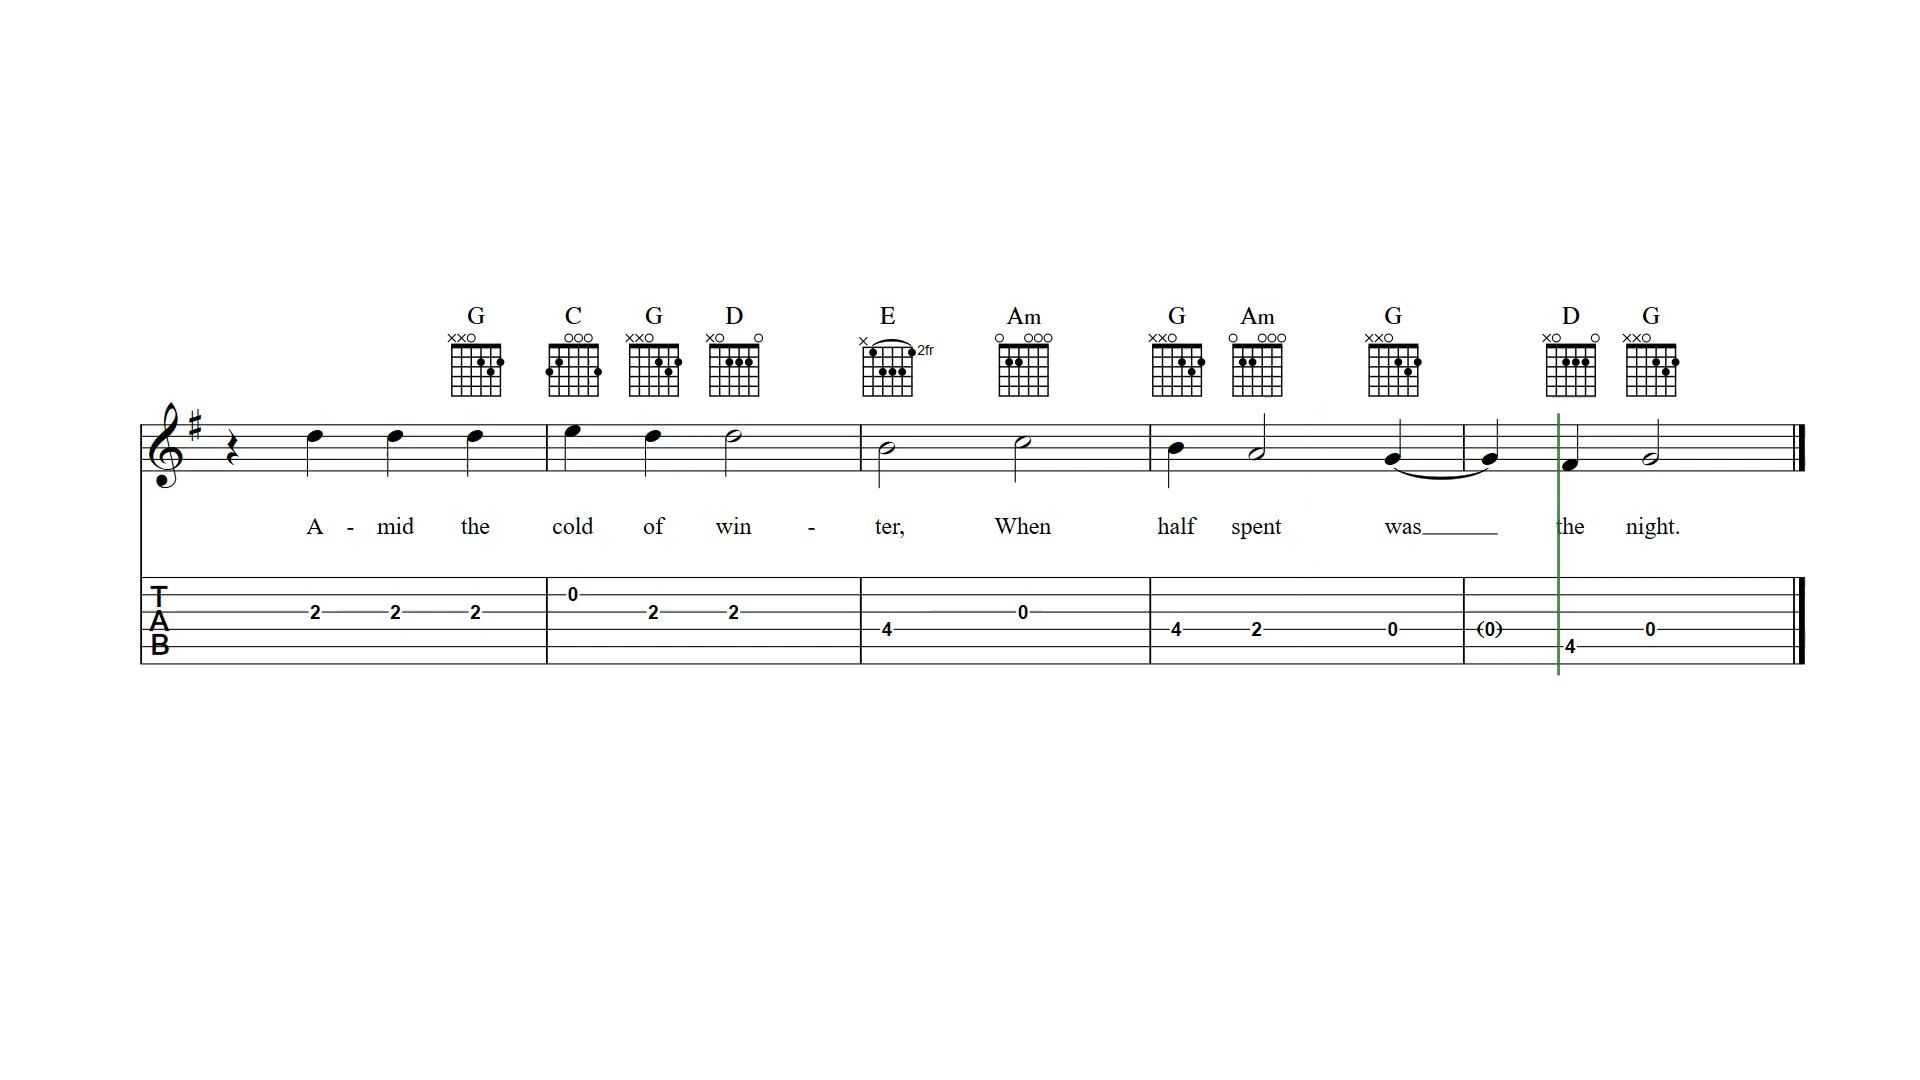 G C G D E Am G Am G D G
2fr
A - mid the cold of win - ter, When half spent was the night.
T 0
2 2 2 2 2 0
A 4 4 2 0 (0) 0
B 4